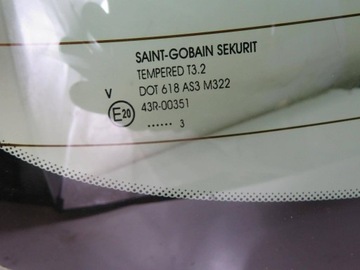 SAINT-GOBAIN SEKURIT
TEMPERED T3.2
V DOT 618 AS3 M322
E20 43R-00351
...... 3